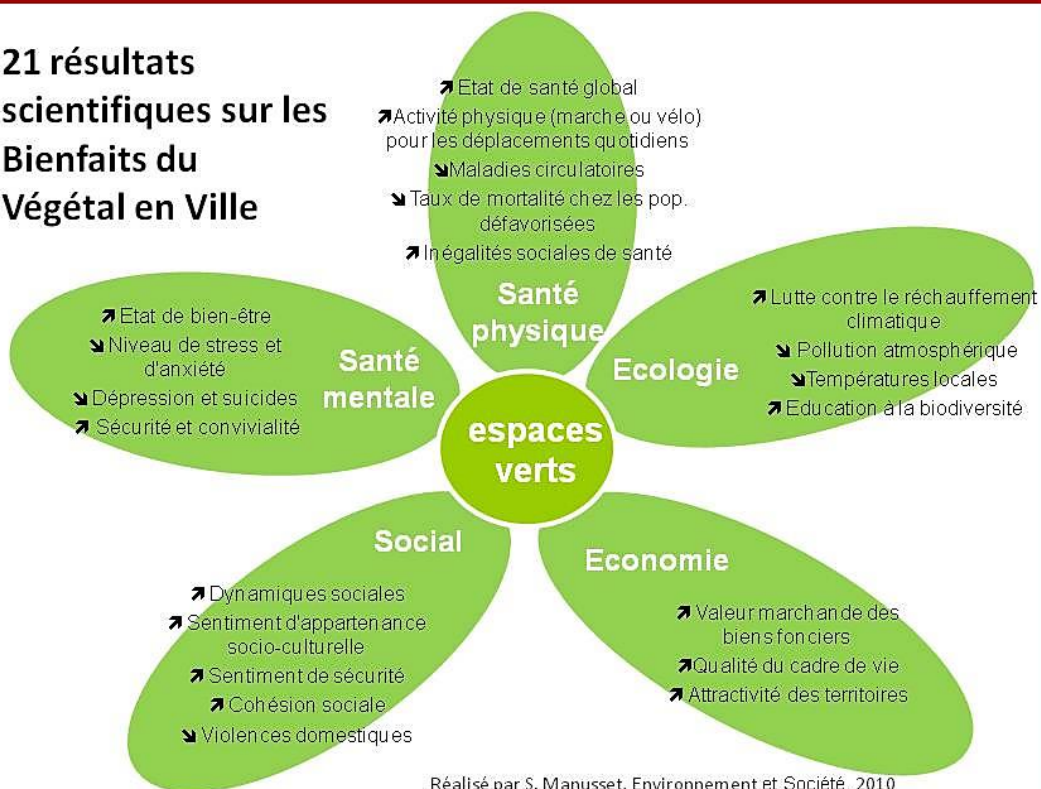 21 résultats
scientifiques sur les
Bienfaits du
Végétal en Ville
↗ Etat de santé global
↗Activité physique (marche ou vélo)
pour les déplacements quotidiens
↘Maladies circulatoires
↘ Taux de mortalité chez les pop.
défavorisées
↗ Inégalités sociales de santé
Santé
physique
↗ Etat de bien-être
↘ Niveau de stress et
d'anxiété
↘ Dépression et suicides
↗ Sécurité et convivialité
Santé
mentale
Ecologie
↗ Lutte contre le réchauffement
climatique
↘ Pollution atmosphérique
↘Températures locales
↗ Education à la biodiversité
espaces
verts
Social
↗ Dynamiques sociales
↗ Sentiment d'appartenance
socio-culturelle
↗ Sentiment de sécurité
↗ Cohésion sociale
↘ Violences domestiques
Economie
↗ Valeur marchande des
biens fonciers
↗Qualité du cadre de vie
↗ Attractivité des territoires
Réalisé par S. Manusset, Environnement et Société, 2010